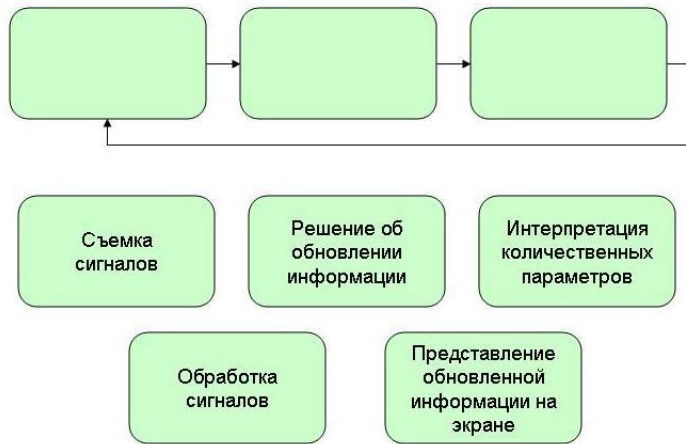 Съемка
сигналов
Решение об
обновлении
информации
Интерпретация
количественных
параметров
Обработка
сигналов
Представление
обновленной
информации на
экране